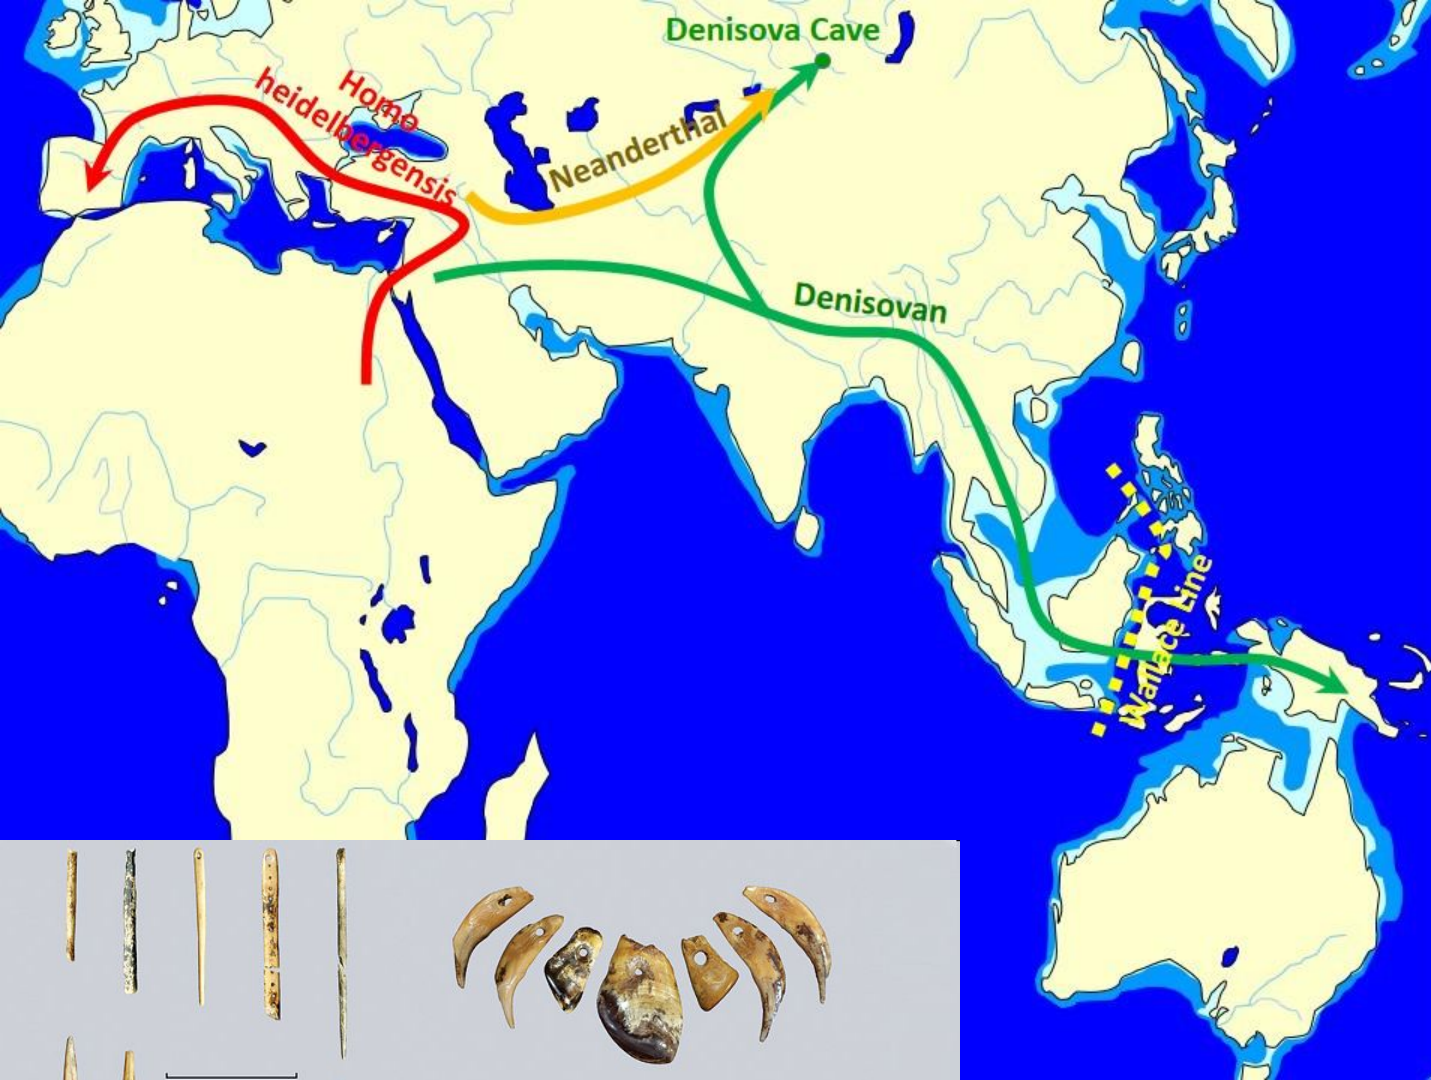 Denisova Cave
Homo
heidelbergensis
Neanderthal
Denisovan
Wallace Line